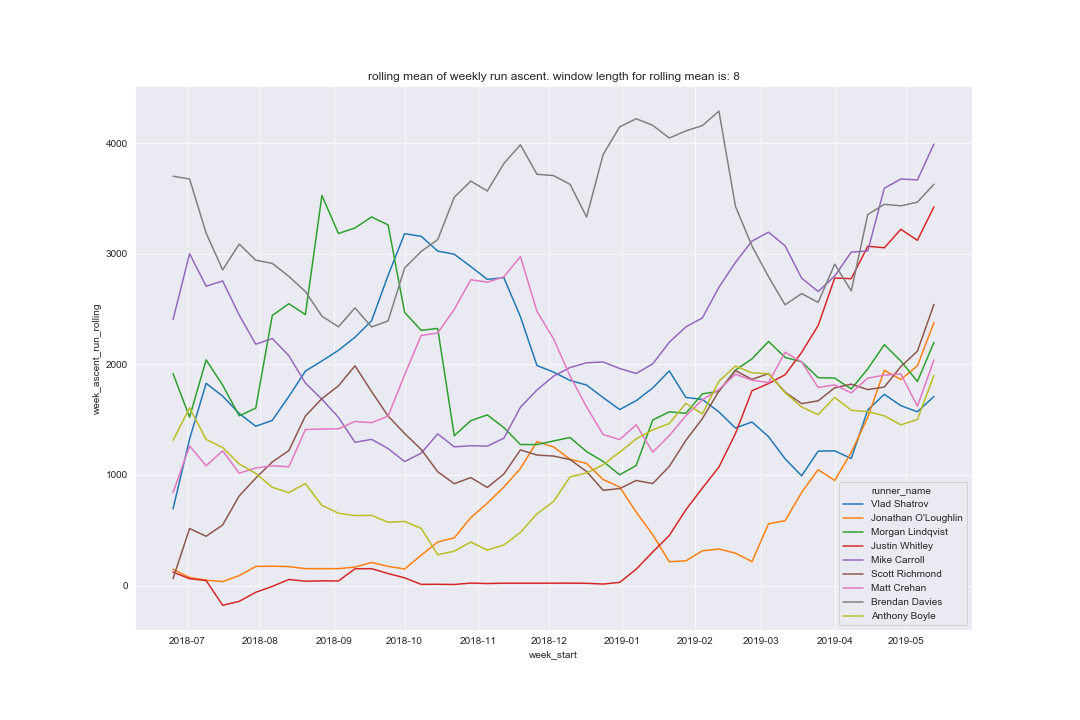 rolling mean of weekly run ascent. window length for rolling mean is: 8
week_ascent_run_rolling
4000
3000
2000
1000
0
2018-07 2018-08 2018-09 2018-10 2018-11 2018-12 2019-01 2019-02 2019-03 2019-04 2019-05
week_start
runner_name
Vlad Shatrov
Jonathan O'Loughlin
Morgan Lindqvist
Justin Whitley
Mike Carroll
Scott Richmond
Matt Crehan
Brendan Davies
Anthony Boyle